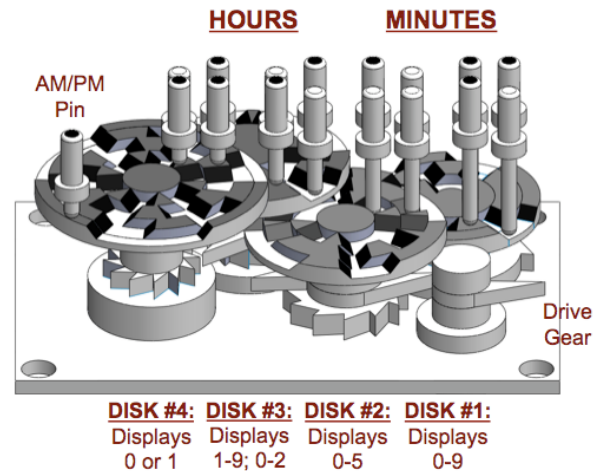 HOURS MINUTES
AM/PM
Pin
Drive
Gear
DISK #4: DISK #3: DISK #2: DISK #1:
Displays Displays Displays Displays
0 or 1 1-9; 0-2 0-5 0-9